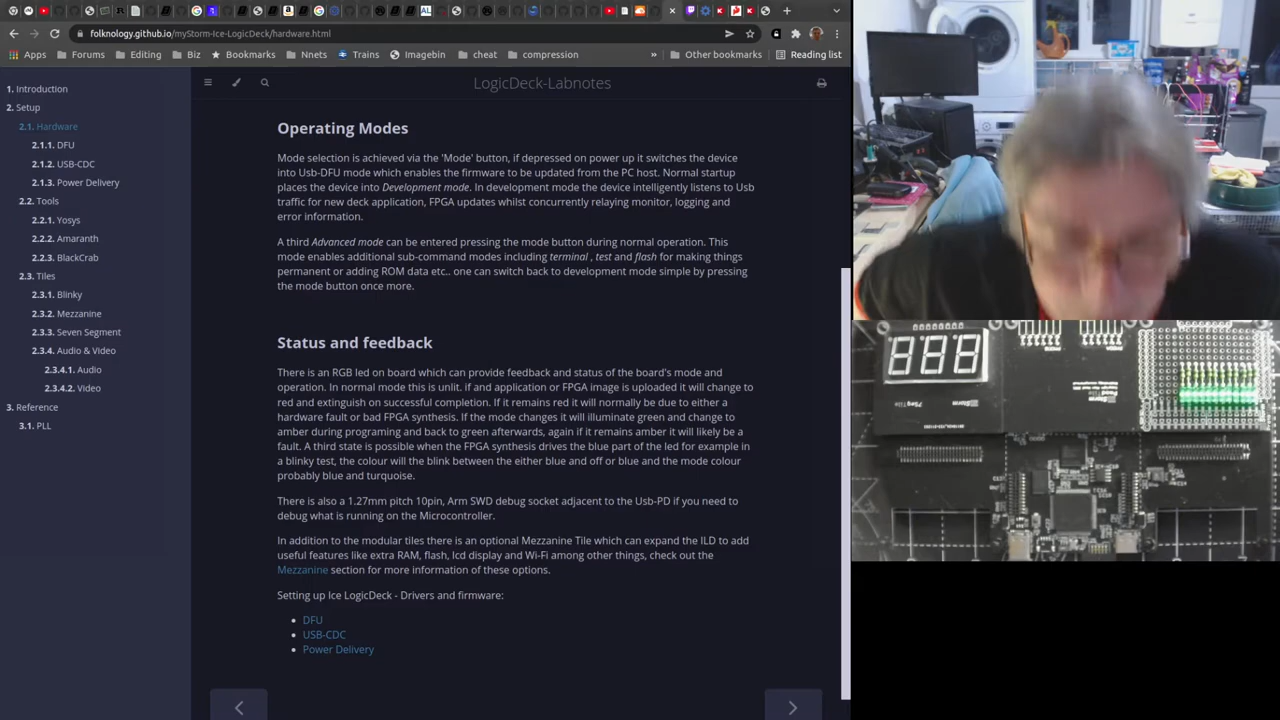 folknology.github.io/myStorm-Ice-LogicDeck/hardware.html
Apps Forums Editing Biz Bookmarks Nnets Trains Imagebin cheat compression » Other bookmarks Reading list
LogicDeck-Labnotes
1. Introduction
2. Setup
2.1. Hardware
2.1.1. DFU
2.1.2. USB-CDC
2.1.3. Power Delivery
2.2. Tools
2.2.1. Yosys
2.2.2. Amaranth
2.2.3. BlackCrab
2.3. Tiles
2.3.1. Blinky
2.3.2. Mezzanine
2.3.3. Seven Segment
2.3.4. Audio & Video
2.3.4.1. Audio
2.3.4.2. Video
3. Reference
3.1. PLL
Operating Modes
Mode selection is achieved via the 'Mode' button, if depressed on power up it switches the device
into Usb-DFU mode which enables the firmware to be updated from the PC host. Normal startup
places the device into Development mode. In development mode the device intelligently listens to Usb
traffic for new deck application, FPGA updates whilst concurrently relaying monitor, logging and
error information.
A third Advanced mode can be entered pressing the mode button during normal operation. This
mode enables additional sub-command modes including terminal , test and flash for making things
permanent or adding ROM data etc.. one can switch back to development mode simple by pressing
the mode button once more.
Status and feedback
There is an RGB led on board which can provide feedback and status of the board's mode and
operation. In normal mode this is unlit. if and application or FPGA image is uploaded it will change to
red and extinguish on successful completion. If it remains red it will normally be due to either a
hardware fault or bad FPGA synthesis. If the mode changes it will illuminate green and change to
amber during programing and back to green afterwards, again if it remains amber it will likely be a
fault. A third state is possible when the FPGA synthesis drives the blue part of the led for example in
a blinky test, the colour will the blink between the either blue and off or blue and the mode colour
probably blue and turquoise.
There is also a 1.27mm pitch 10pin, Arm SWD debug socket adjacent to the Usb-PD if you need to
debug what is running on the Microcontroller.
In addition to the modular tiles there is an optional Mezzanine Tile which can expand the ILD to add
useful features like extra RAM, flash, lcd display and Wi-Fi among other things, check out the
Mezzanine section for more information of these options.
Setting up Ice LogicDeck - Drivers and firmware:
DFU
USB-CDC
Power Delivery
888